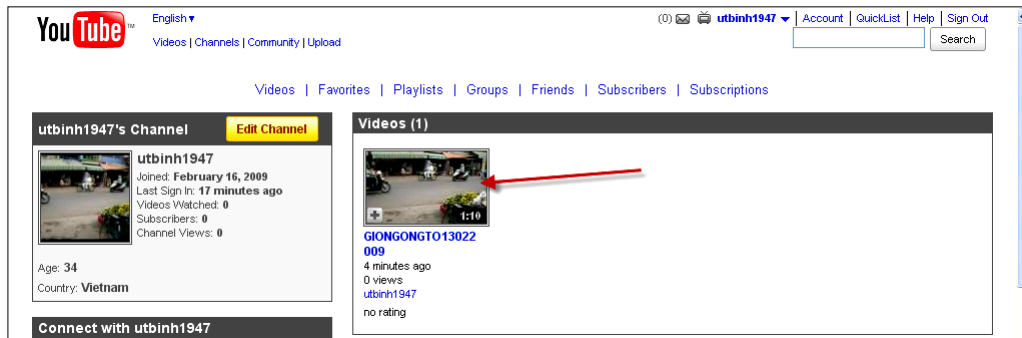 You Tube TM
English ▾
(0) utbinh1947 ▾ | Account | QuickList | Help | Sign Out
Videos | Channels | Community | Upload
Search
Videos | Favorites | Playlists | Groups | Friends | Subscribers | Subscriptions
utbinh1947's Channel
Edit Channel
utbinh1947
Joined: February 16, 2009
Last Sign In: 17 minutes ago
Videos Watched: 0
Subscribers: 0
Channel Views: 0
Age: 34
Country: Vietnam
Connect with utbinh1947
Videos (1)
1:10
GIONGONGTO13022
009
4 minutes ago
0 views
utbinh1947
no rating